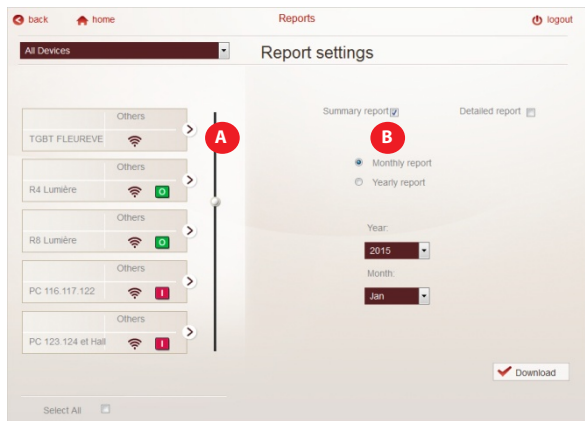 back home Reports logout
All Devices
Report settings
Others
TGBT FLEUREVE
Others
R4 Lumière O
Others
R6 Lumière O
Others
PC 116.117.122 I
Others
PC 123.124 et Hall I
Select All
A
Summary report Detailed report
B
Monthly report
Yearly report
Year:
2015
Month:
Jan
Download